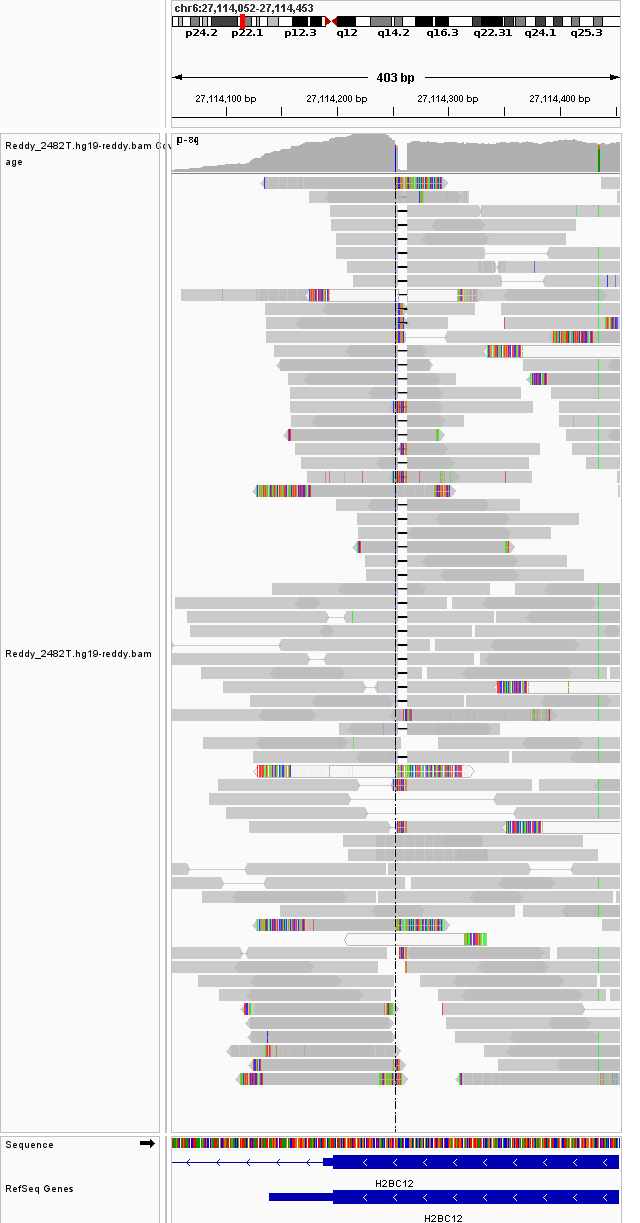 chr6:27,114,052-27,114,453
p24.2 p22.1 p12.3 q12 q14.2 q16.3 q22.31 q24.1 q25.3
403 bp
27,114,100 bp 27,114,200 bp 27,114,300 bp 27,114,400 bp
Reddy_2482T.hg19-reddy.bam Cov
age
Reddy_2482T.hg19-reddy.bam
Sequence
RefSeq Genes
H2BC12
H2BC12